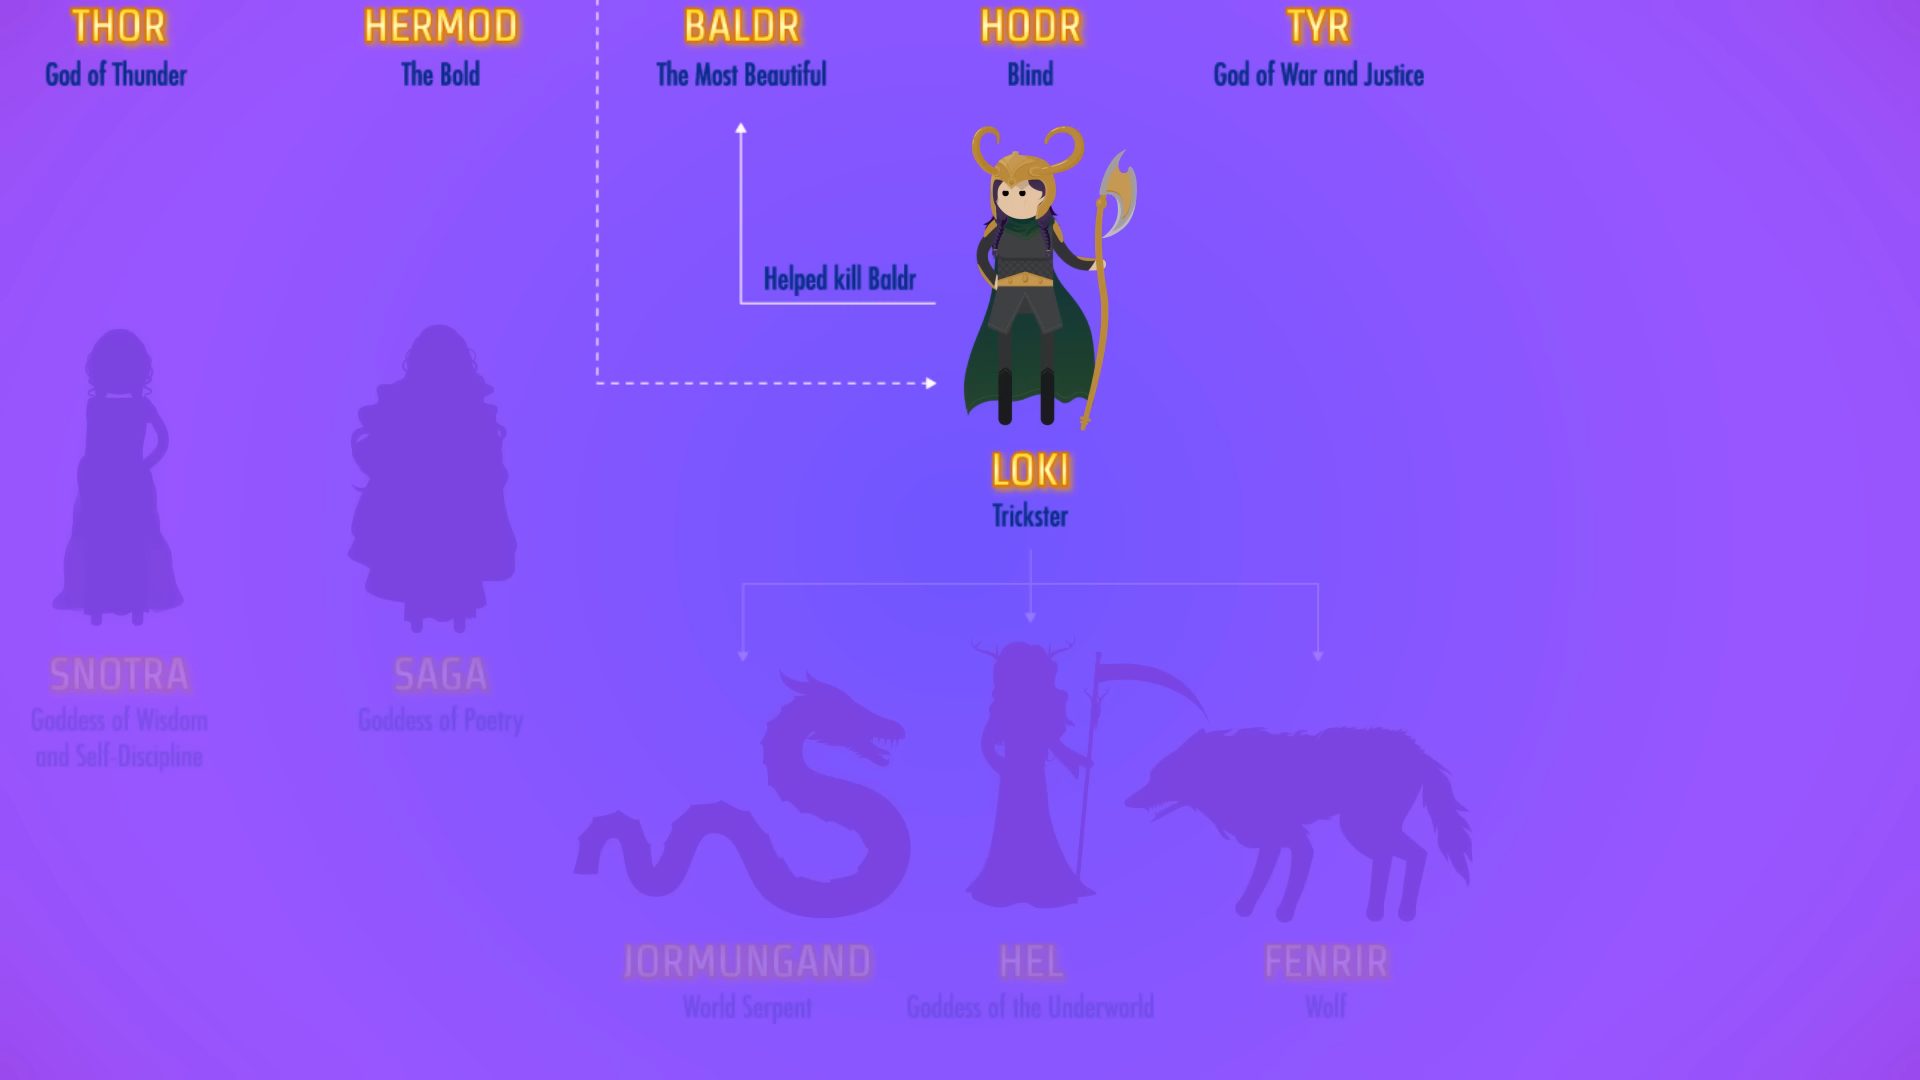 THOR
God of Thunder
HERMOD
The Bold
BALDR
The Most Beautiful
HODR
Blind
TYR
God of War and Justice
Helped kill Baldr
LOKI
Trickster
SNOTRA
Goddess of Wisdom
and Self-Discipline
SAGA
Goddess of Poetry
JORMUNGAND
World Serpent
HEL
Goddess of the Underworld
FENRIR
Wolf